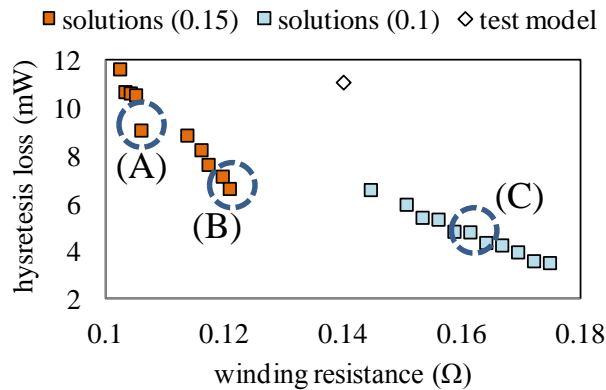 solutions (0.15) solutions (0.1) test model
12
10
8
6
4
2
hysretesis loss (mW)
(A)
(B)
(C)
0.1 0.12 0.14 0.16 0.18
winding resistance (Ω)